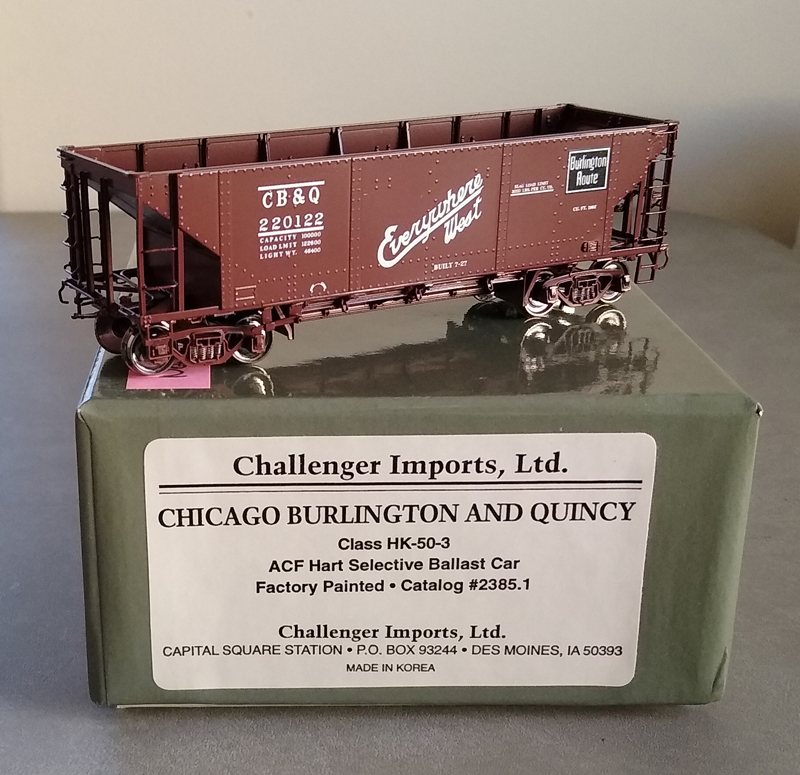 CB&Q
220122
CAPACITY 100000
LOAD LMIT 122600
LIGHT WT. 46400
Everywhere
West
BUILT 7-27
Burlington
Route
Challenger Imports, Ltd.
CHICAGO BURLINGTON AND QUINCY
Class HK-50-3
ACF Hart Selective Ballast Car
Factory Painted • Catalog #2385.1
Challenger Imports, Ltd.
CAPITAL SQUARE STATION • P.O. BOX 93244 • DES MOINES, IA 50393
MADE IN KOREA